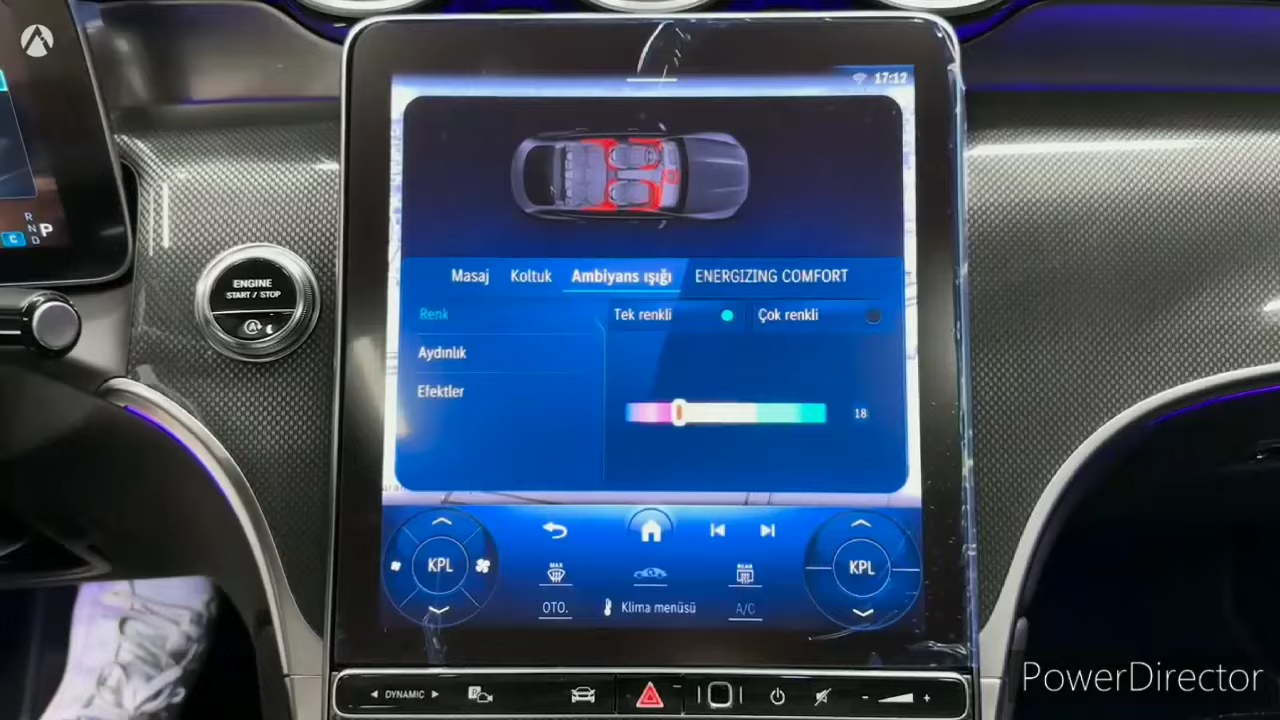 17:12
R
N
P
D
C
ENGINE
START / STOP
A
Masaj Koltuk Ambiyans ışığı ENERGIZING COMFORT
Renk Tek renkli Çok renkli
Aydınlık
Efektler
18
KPL KPL
MAX REAR
OTO. Klima menüsü A/C
DYNAMIC P
PowerDirector